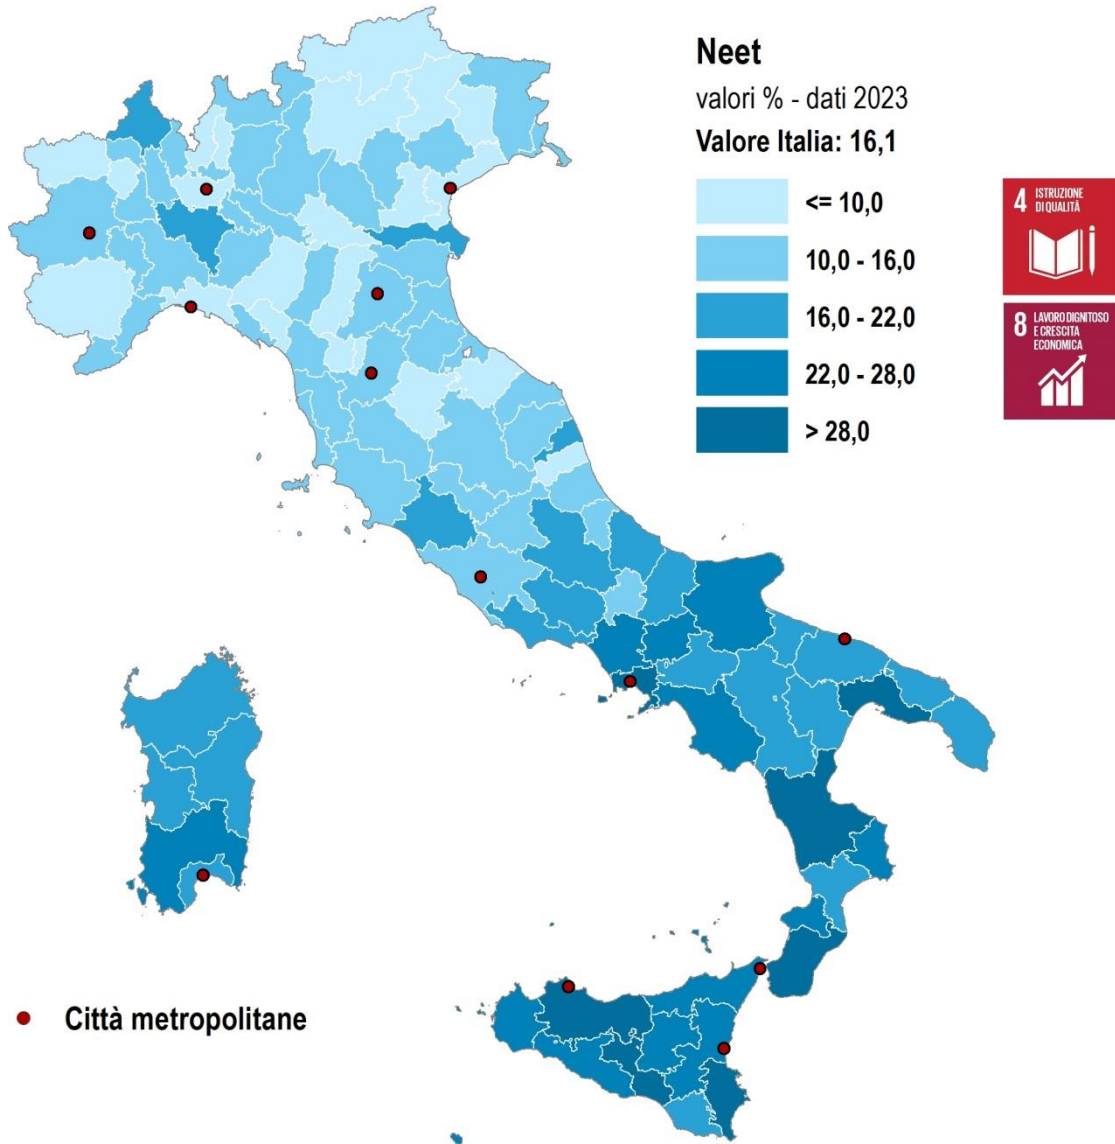 Neet
valori % - dati 2023
Valore Italia: 16,1
<= 10,0
10,0 - 16,0
16,0 - 22,0
22,0 - 28,0
> 28,0
4 ISTRUZIONE
DI QUALITÀ
8 LAVORO DIGNITOSO
E CRESCITA
ECONOMICA
Città metropolitane